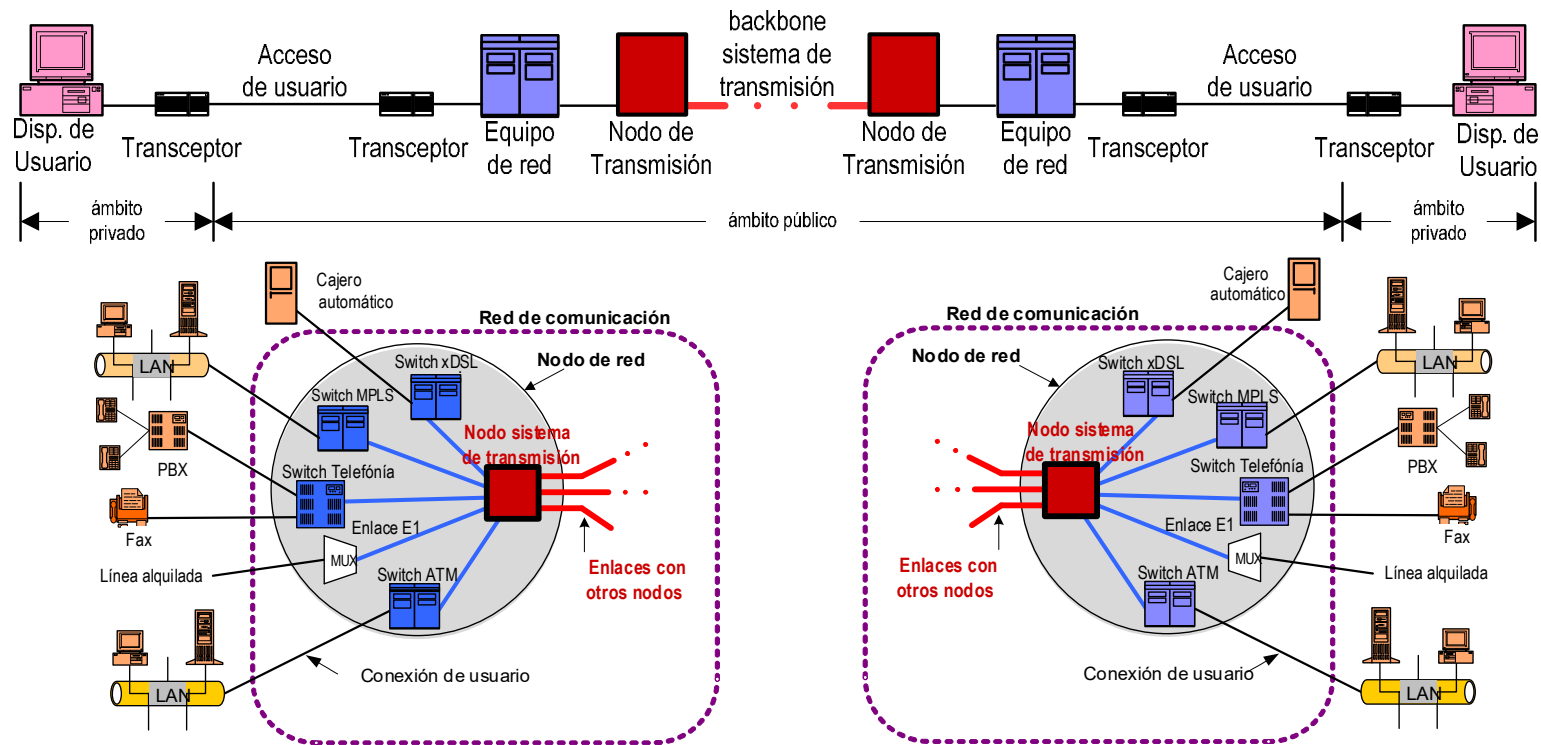 backbone
sistema de
transmisión
Acceso
de usuario
Acceso
de usuario
Disp. de
Usuario
Transceptor
Transceptor
Equipo
de red
Nodo de
Transmisión
Nodo de
Transmisión
Equipo
de red
Transceptor
Transceptor
Disp. de
Usuario
ámbito
privado
ámbito público
ámbito
privado
Cajero
automático
Red de comunicación
Nodo de red
LAN
Switch xDSL
Switch MPLS
Nodo sistema
de transmisión
PBX
Switch Telefónía
Fax
Enlace E1
MUX
Línea alquilada
Switch ATM
Enlaces con
otros nodos
LAN
Conexión de usuario
Cajero
automático
Red de comunicación
Nodo de red
Switch xDSL
LAN
Switch MPLS
Nodo sistema
de transmisión
Switch Telefónía
PBX
Enlace E1
Fax
MUX
Enlaces con
otros nodos
Switch ATM
Línea alquilada
Conexión de usuario
LAN